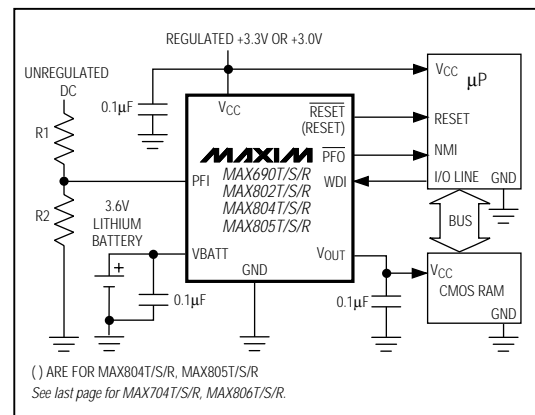 REGULATED +3.3V OR +3.0V
UNREGULATED
DC
R1
R2
0.1μF
VCC
RESET
(RESET)
MAXIM
MAX690T/S/R
MAX802T/S/R
MAX804T/S/R
MAX805T/S/R
PFO
PFI
WDI
3.6V
LITHIUM
BATTERY
VBATT
VOUT
GND
+
0.1μF
0.1μF
VCC
μP
RESET
NMI
I/O LINE
GND
BUS
VCC
CMOS RAM
GND
( ) ARE FOR MAX804T/S/R, MAX805T/S/R
See last page for MAX704T/S/R, MAX806T/S/R.